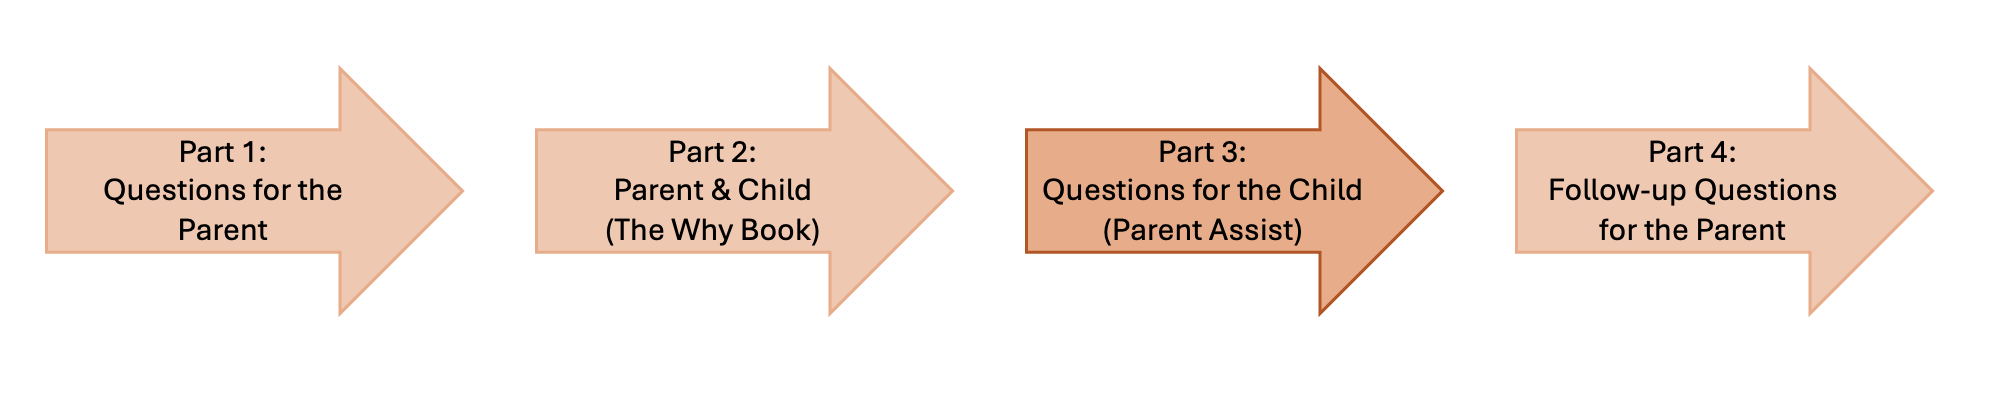 Part 1:
Questions for the
Parent
Part 2:
Parent & Child
(The Why Book)
Part 3:
Questions for the Child
(Parent Assist)
Part 4:
Follow-up Questions
for the Parent